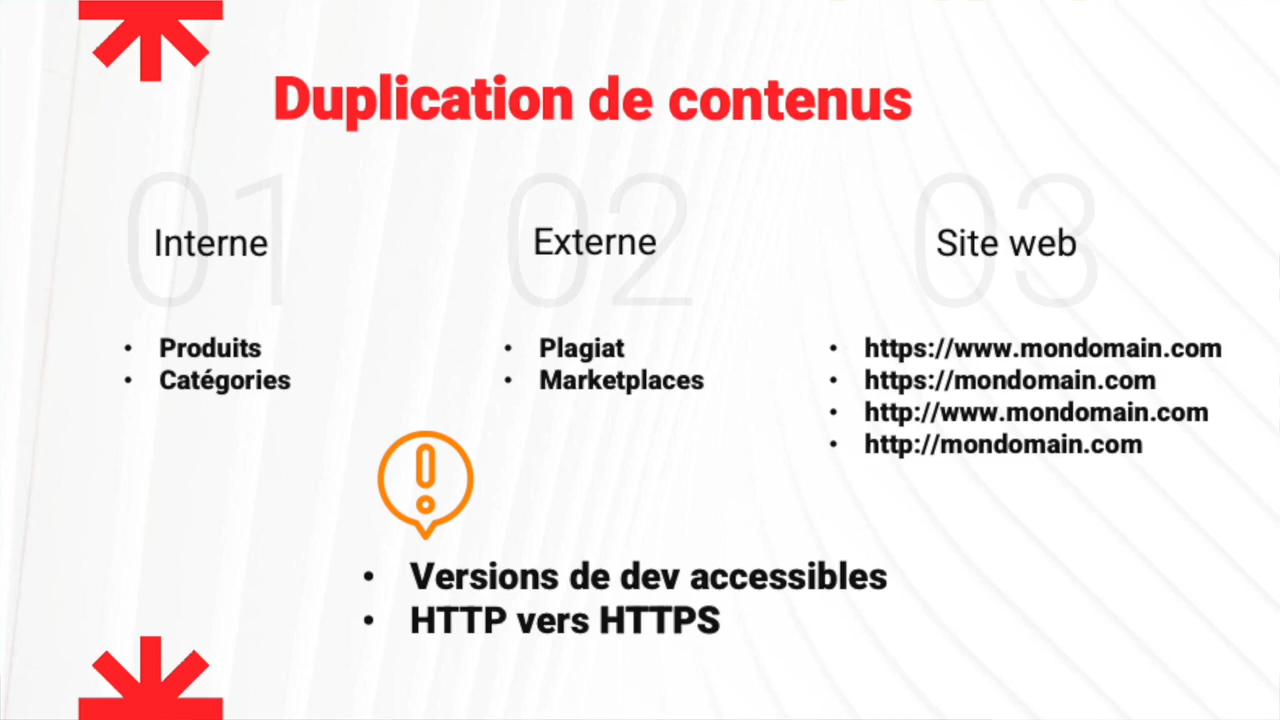 Duplication de contenus
01
Interne
• Produits
• Catégories
02
Externe
• Plagiat
• Marketplaces
03
Site web
• https://www.mondomain.com
• https://mondomain.com
• http://www.mondomain.com
• http://mondomain.com
• Versions de dev accessibles
• HTTP vers HTTPS